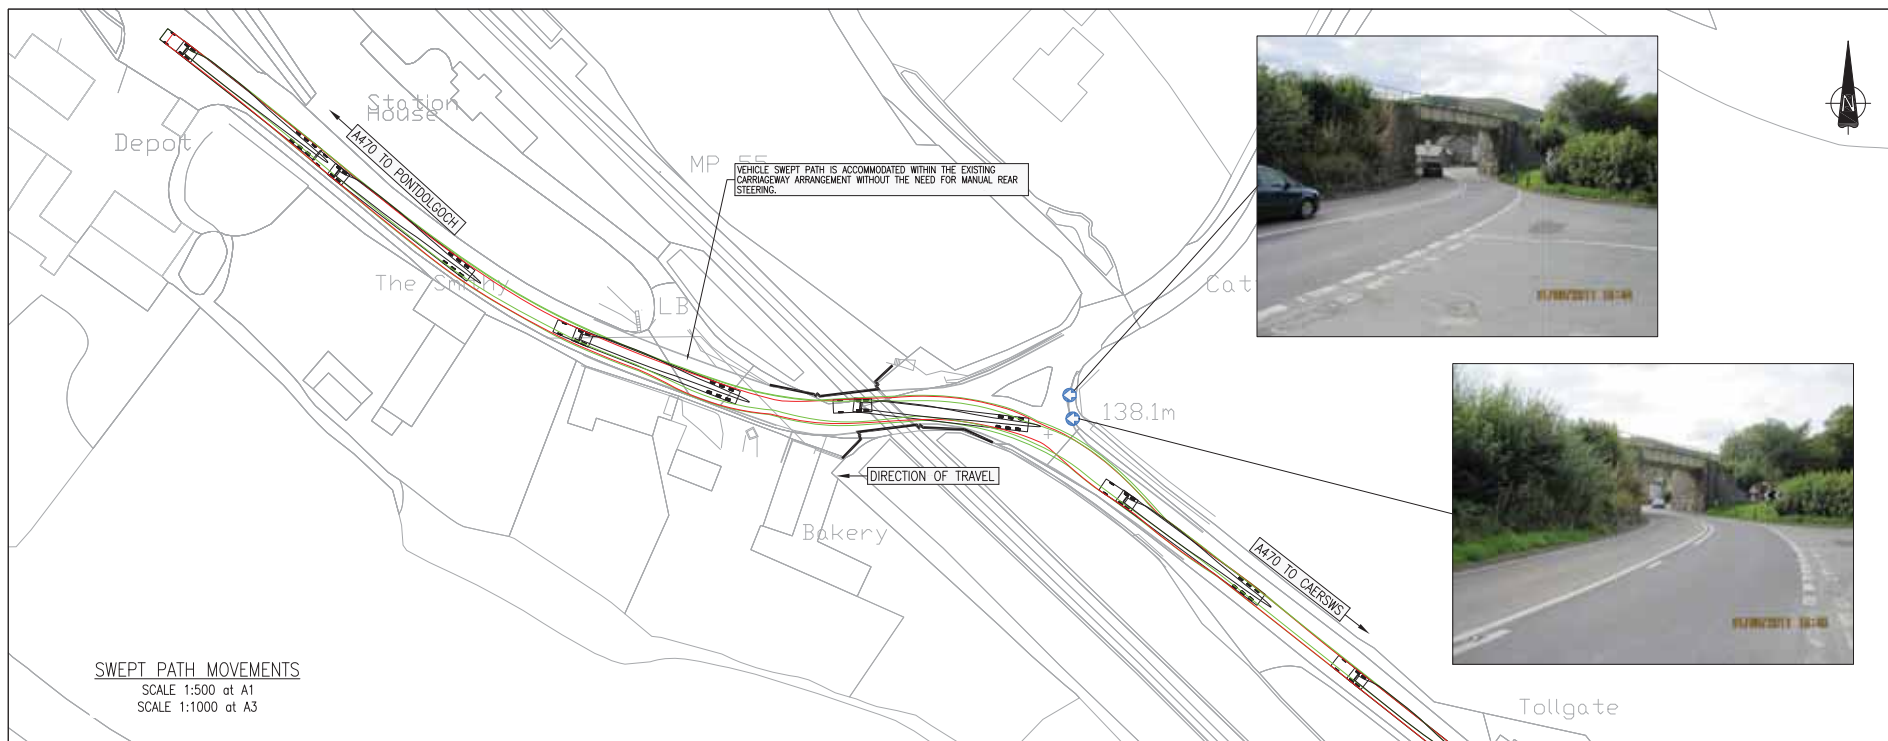 Station
House
Depot
A470 TO PONTDOLGOCH
MP 55
VEHICLE SWEPT PATH IS ACCOMMODATED WITHIN THE EXISTING
CARRIAGEWAY ARRANGEMENT WITHOUT THE NEED FOR MANUAL REAR
STEERING.
N
The Smithy
LB
Cat
138.1m
DIRECTION OF TRAVEL
Bakery
A470 TO CAERSWS
SWEPT PATH MOVEMENTS
SCALE 1:500 at A1
SCALE 1:1000 at A3
Tollgate